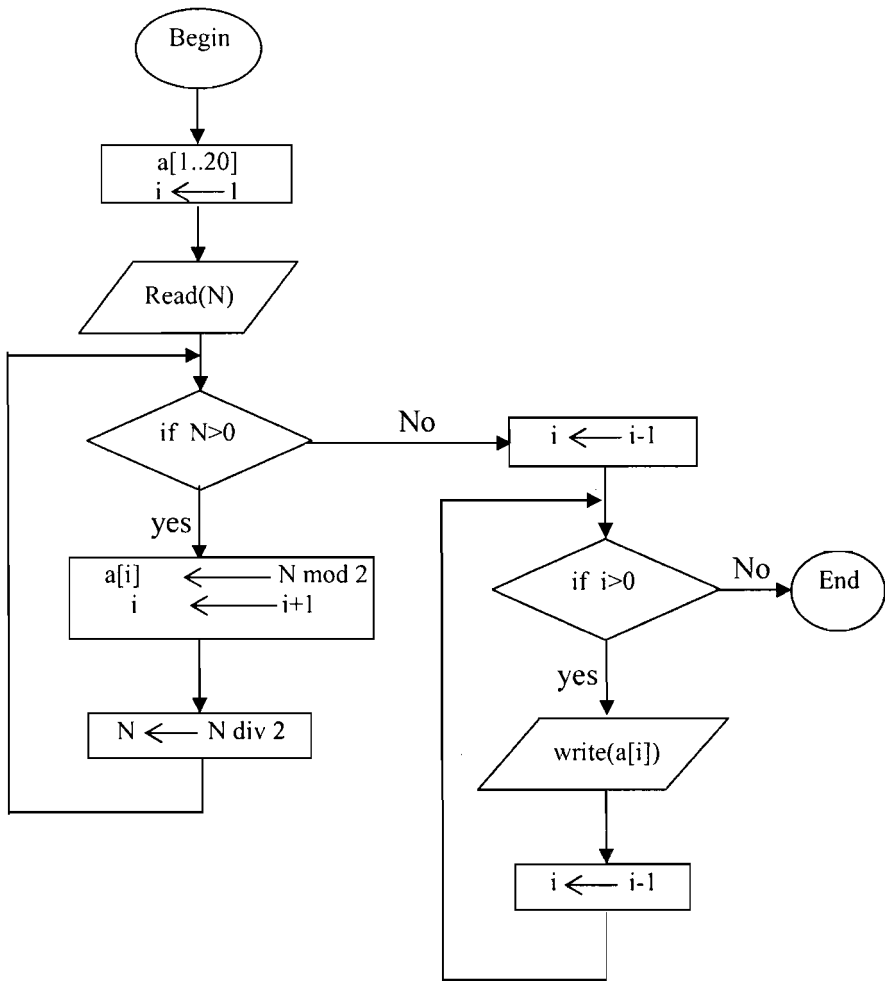 Begin
a[1..20]
i ← 1
Read(N)
if N>0
No
yes
a[i] ← N mod 2
i ← i+1
N ← N div 2
i ← i-1
if i>0
No
End
yes
write(a[i])
i ← i-1